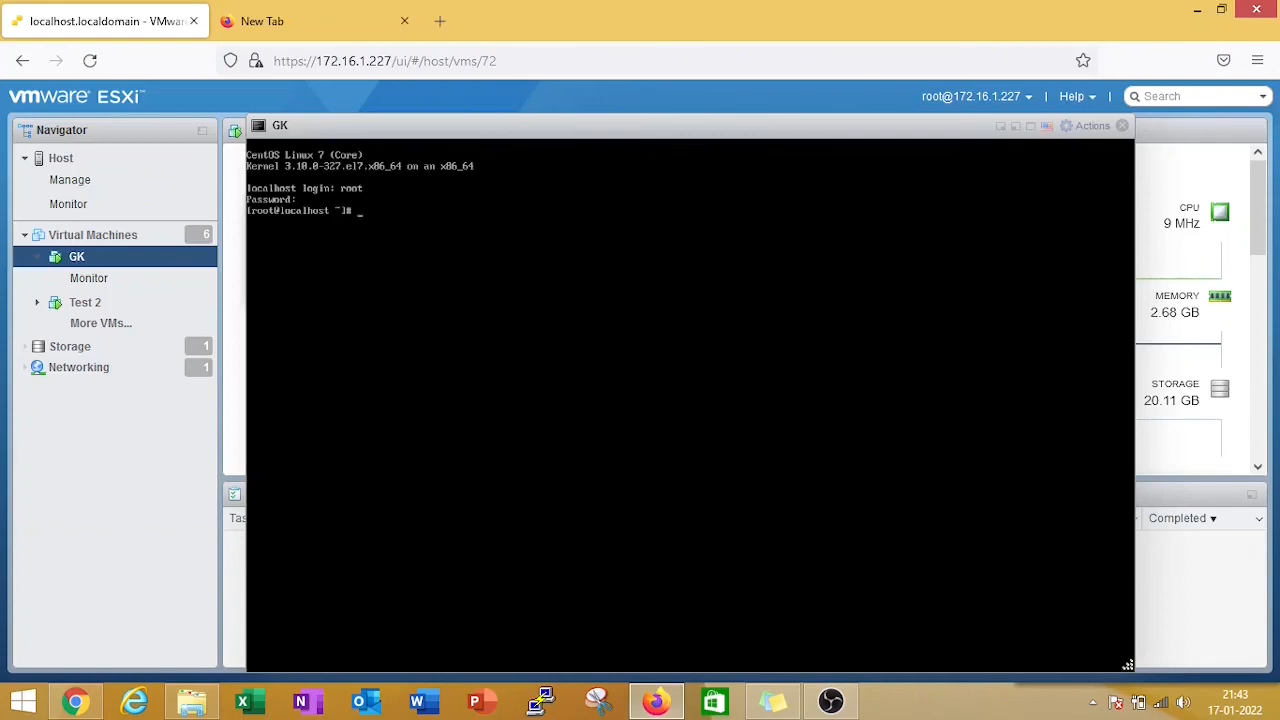 localhost.localdomain - VMwar
New Tab
https://172.16.1.227/ui/#/host/vms/72
vmware ESXi™
root@172.16.1.227
Help
Search
Navigator
Host
Manage
Monitor
Virtual Machines
6
GK
Monitor
Test 2
More VMs...
Storage
1
Networking
1
GK
Actions
CentOS Linux 7 (Core)
Kernel 3.10.0-327.el7.x86_64 on an x86_64
localhost login: root
Password:
[root@localhost ~]# _
CPU
9 MHz
MEMORY
2.68 GB
STORAGE
20.11 GB
Tas
Completed
21:43
17-01-2022